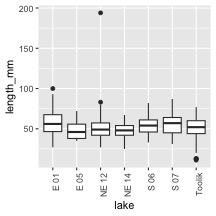 200
150
100
50
length_mm
E 01
E 05
NE 12
NE 14
S 06
S 07
Toolik
lake